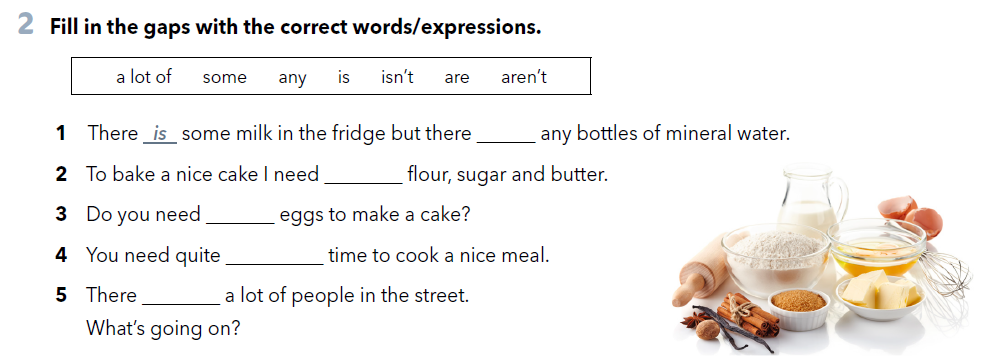 2 Fill in the gaps with the correct words/expressions.
a lot of some any is isn't are aren't
1 There _is_ some milk in the fridge but there ______ any bottles of mineral water.
2 To bake a nice cake I need ________ flour, sugar and butter.
3 Do you need _______ eggs to make a cake?
4 You need quite __________ time to cook a nice meal.
5 There ________ a lot of people in the street.
What's going on?